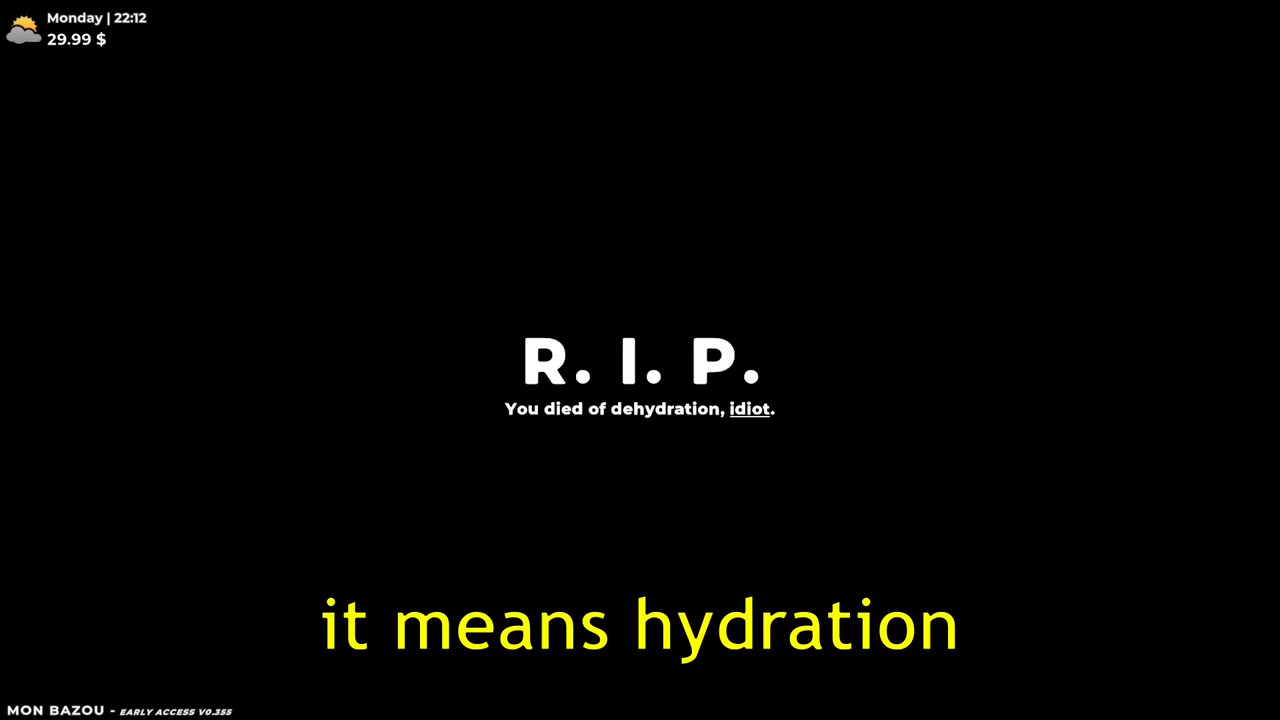 Monday | 22:12
29.99 $
R. I. P.
You died of dehydration, idiot.
it means hydration
MON BAZOU - EARLY ACCESS V0.355